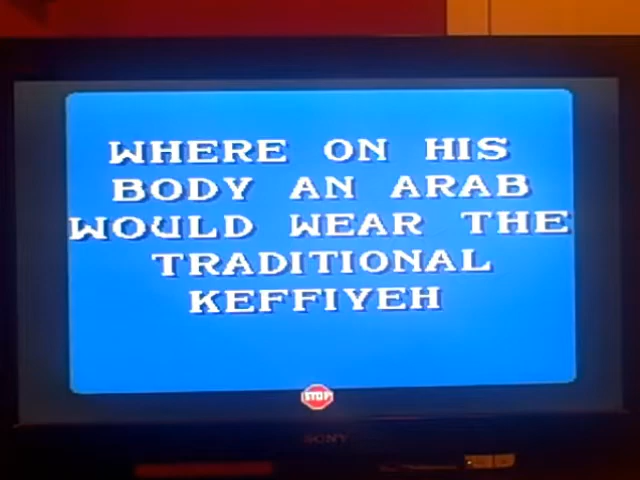 WHERE ON HIS
BODY AN ARAB
WOULD WEAR THE
TRADITIONAL
KEFFIYEH
STOP
SONY